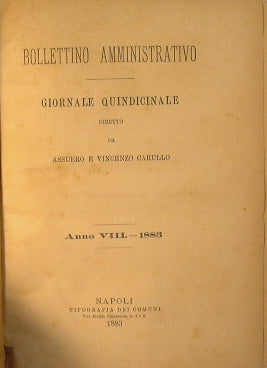 BOLLETTINO AMMINISTRATIVO
GIORNALE QUINDICINALE
DIRETTO
DA
ASSUERO E VINCENZO CARULLO
Anno VIII.—1883
NAPOLI
TIPOGRAFIA DEI COMUNI
1883